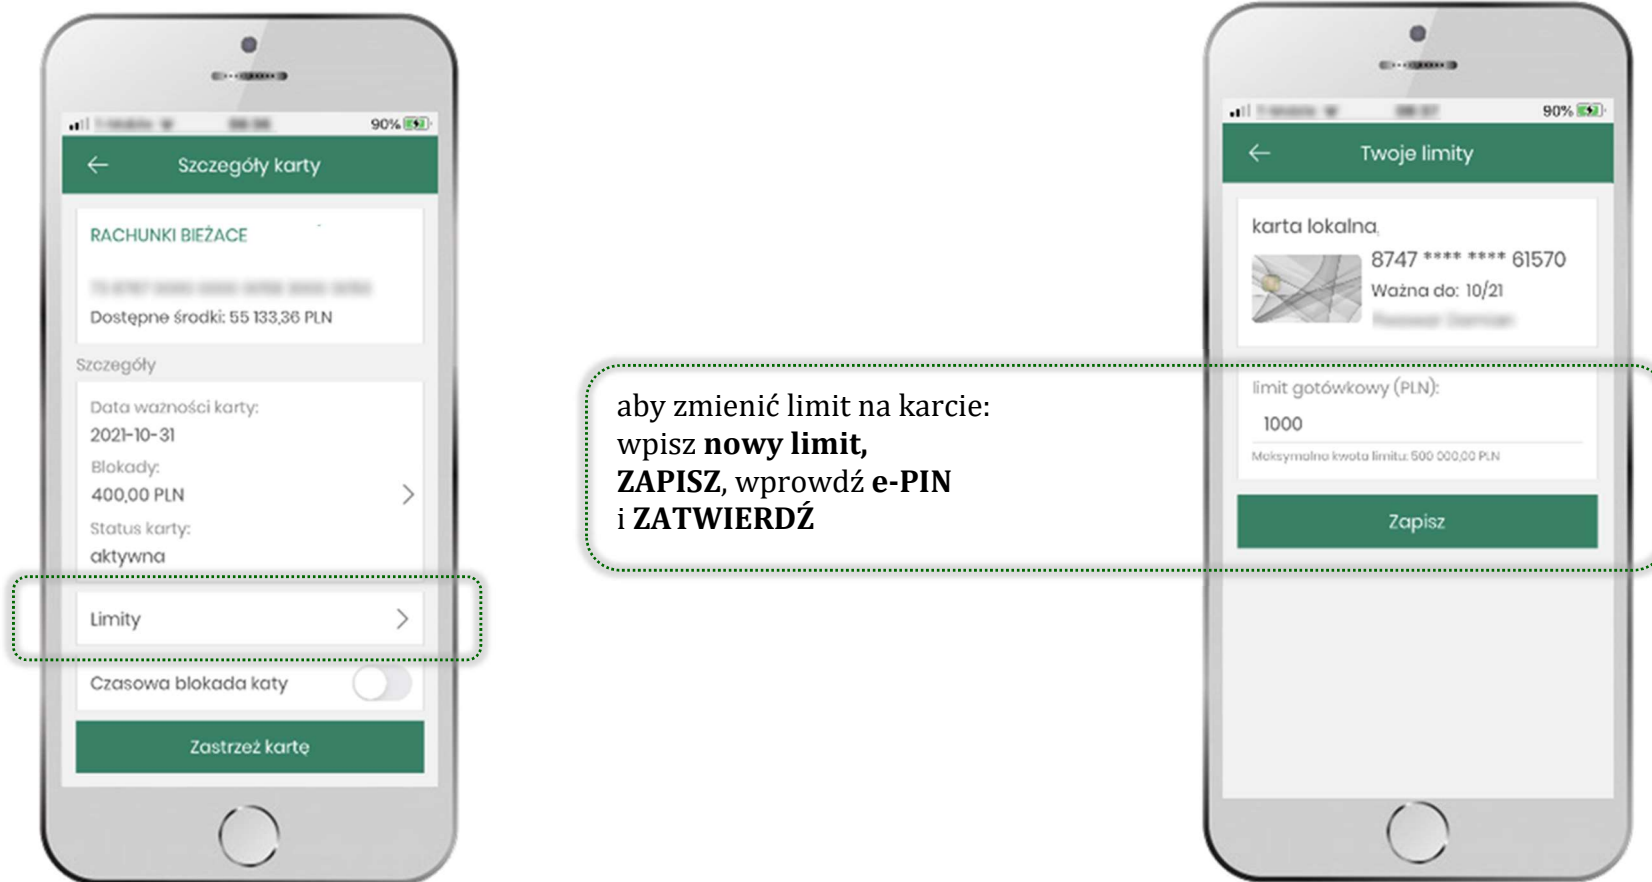 90%
Szczegóły karty
RACHUNKI BIEŻACE
Dostępne środki: 55 133,36 PLN
Szczegóły
Data ważności karty:
2021-10-31
Blokady:
400,00 PLN
Status karty:
aktywna
Limity
Czasowa blokada katy
Zastrzeż kartę
aby zmienić limit na karcie:
wpisz nowy limit,
ZAPISZ, wprowdź e-PIN
i ZATWIERDŹ
90%
Twoje limity
karta lokalna,
8747 **** **** 61570
Ważna do: 10/21
limit gotówkowy (PLN):
1000
Maksymalna kwota limitu: 500 000,00 PLN
Zapisz